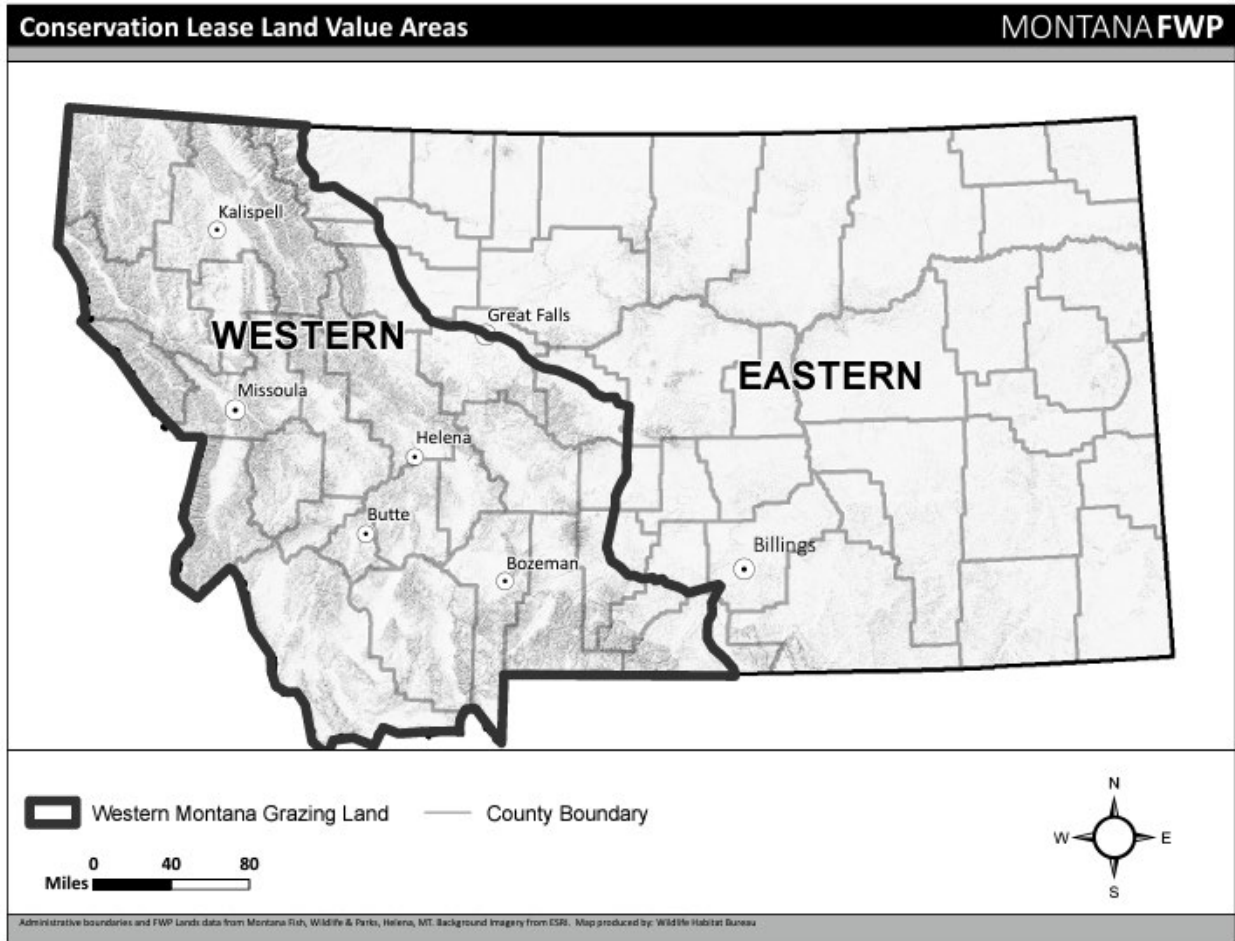 Conservation Lease Land Value Areas
MONTANA FWP
Kalispell
Great Falls
WESTERN
EASTERN
Missoula
Helena
Butte
Billings
Bozeman
N
W E
S
Western Montana Grazing Land
County Boundary
0 40 80
Miles
Administrative boundaries and FWP Lands data from Montana Fish, Wildlife & Parks, Helena, MT. Background Imagery from ESRI. Map produced by: Wildlife Habitat Bureau